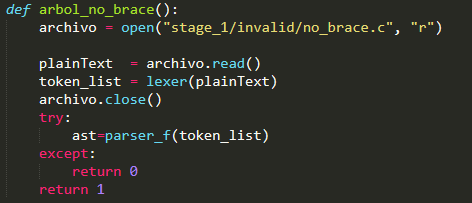 def arbol_no_brace():
    archivo = open("stage_1/invalid/no_brace.c", "r")

    plainText  = archivo.read()
    token_list = lexer(plainText)
    archivo.close()
    try:
        ast=parser_f(token_list)
    except:
        return 0
    return 1